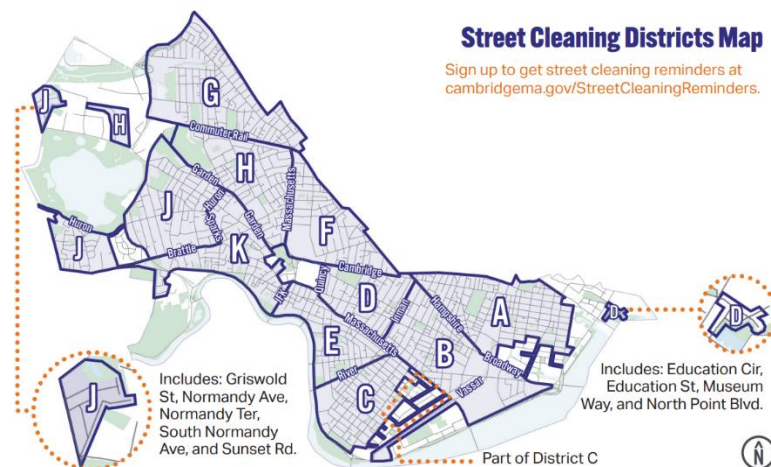 Street Cleaning Districts Map
Sign up to get street cleaning reminders at
cambridgema.gov/StreetCleaningReminders.
G
J
H
Commuter Rail
H
Garden
Huron
Massachusetts
J
Sparks
Garden
F
Huron
J
Brattle
K
Quincy
Cambridge
JFK
D
Inman
Hampshire
A
D
D
Massachusetts
E
B
Broadway
River
C
Vassar
J
Includes: Griswold
St, Normandy Ave,
Normandy Ter,
South Normandy
Ave, and Sunset Rd.
Includes: Education Cir,
Education St, Museum
Way, and North Point Blvd.
Part of District C
N